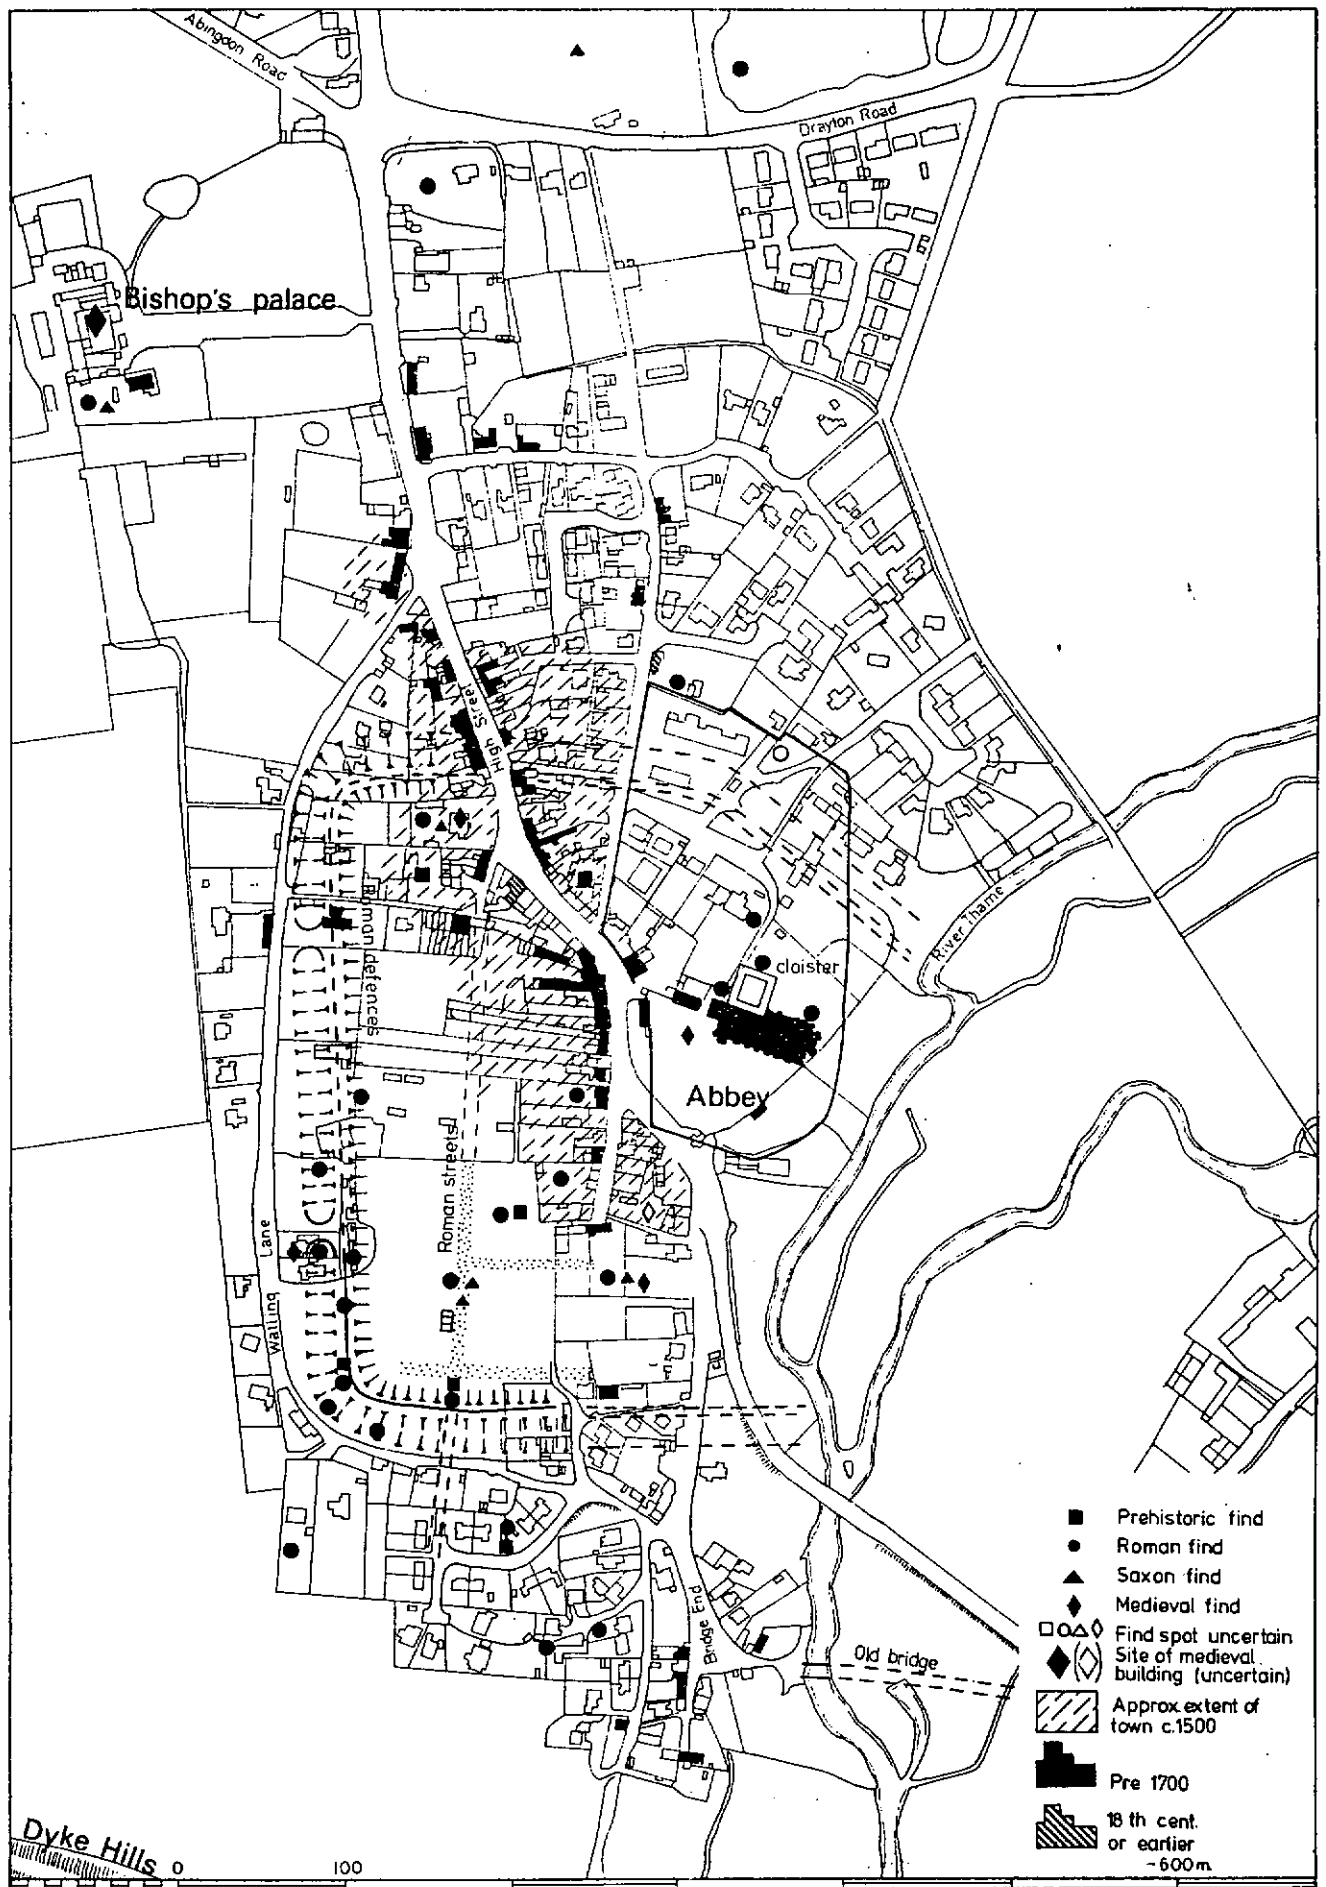 Abingdon Road
Drayton Road
Bishop's palace
High Street
Roman defences
River Thame
cloister
Abbey
Roman streets
Watling Lane
Bridge End
Old bridge
Prehistoric find
Roman find
Saxon find
Medieval find
Find spot uncertain
Site of medieval
building (uncertain)
Approx.extent of
town c.1500
Pre 1700
18 th cent.
or earlier
Dyke Hills
0 100 600m